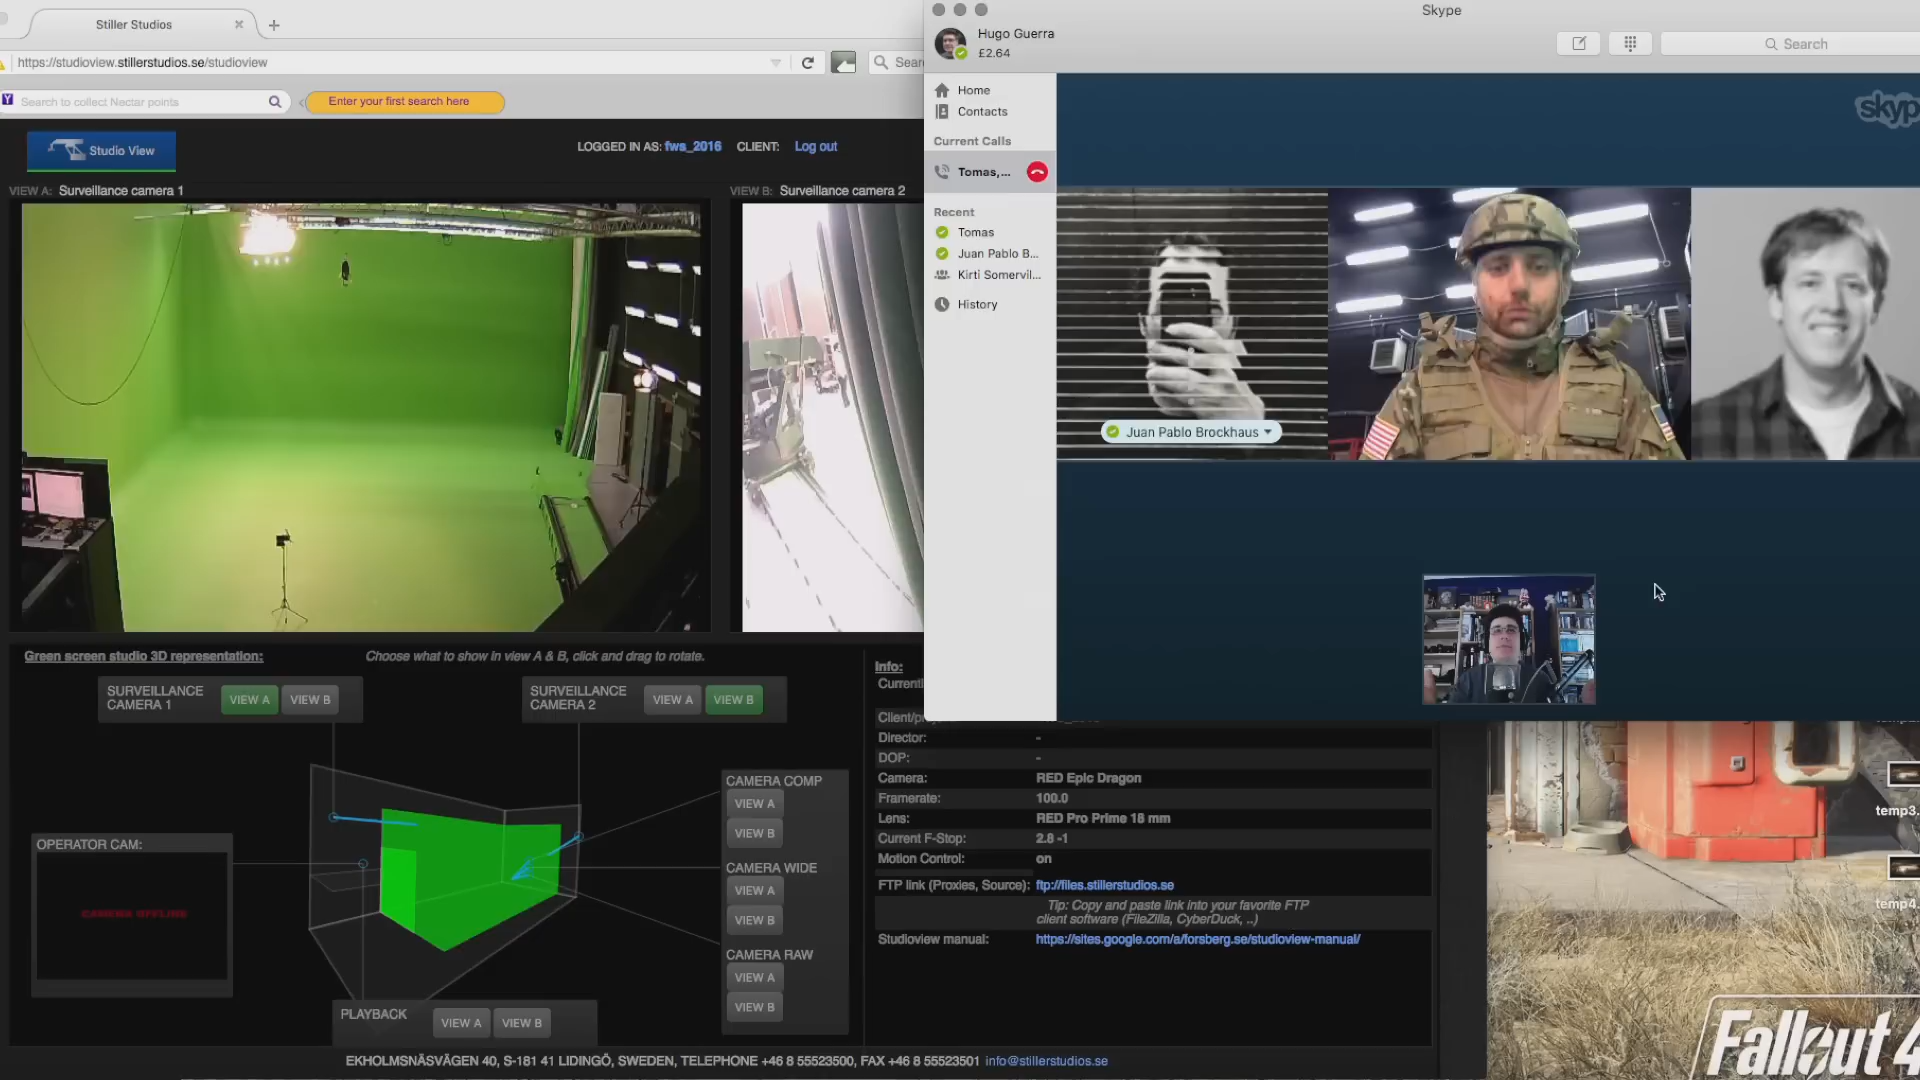 Stiller Studios
https://studioview.stillerstudios.se/studioview
Search to collect Nectar points
Enter your first search here
Studio View
LOGGED IN AS: fws_2016 CLIENT: Log out
VIEW A: Surveillance camera 1
VIEW B: Surveillance camera 2
Green screen studio 3D representation:
Choose what to show in view A & B, click and drag to rotate.
SURVEILLANCE
CAMERA 1
VIEW A
VIEW B
SURVEILLANCE
CAMERA 2
VIEW A
VIEW B
OPERATOR CAM:
CAMERA OFFLINE
CAMERA COMP
VIEW A
VIEW B
CAMERA WIDE
VIEW A
VIEW B
CAMERA RAW
VIEW A
VIEW B
PLAYBACK
VIEW A
VIEW B
Info:
Director: -
DOP: -
Camera: RED Epic Dragon
Framerate: 100.0
Lens: RED Pro Prime 18 mm
Current F-Stop: 2.8 -1
Motion Control: on
FTP link (Proxies, Source): ftp://files.stillerstudios.se
Tip: Copy and paste link into your favorite FTP
client software (FileZilla, CyberDuck, ..)
Studioview manual: https://sites.google.com/a/forsberg.se/studioview-manual/
EKHOLMSNÄSVÄGEN 40, S-181 41 LIDINGÖ, SWEDEN, TELEPHONE +46 8 55523500, FAX +46 8 55523501 info@stillerstudios.se
Skype
Hugo Guerra
£2.64
Search
Home
Contacts
Current Calls
Tomas,...
Recent
Tomas
Juan Pablo B...
Kirti Somervil...
History
skyp
Juan Pablo Brockhaus
temp3.
temp4.
Fallout 4